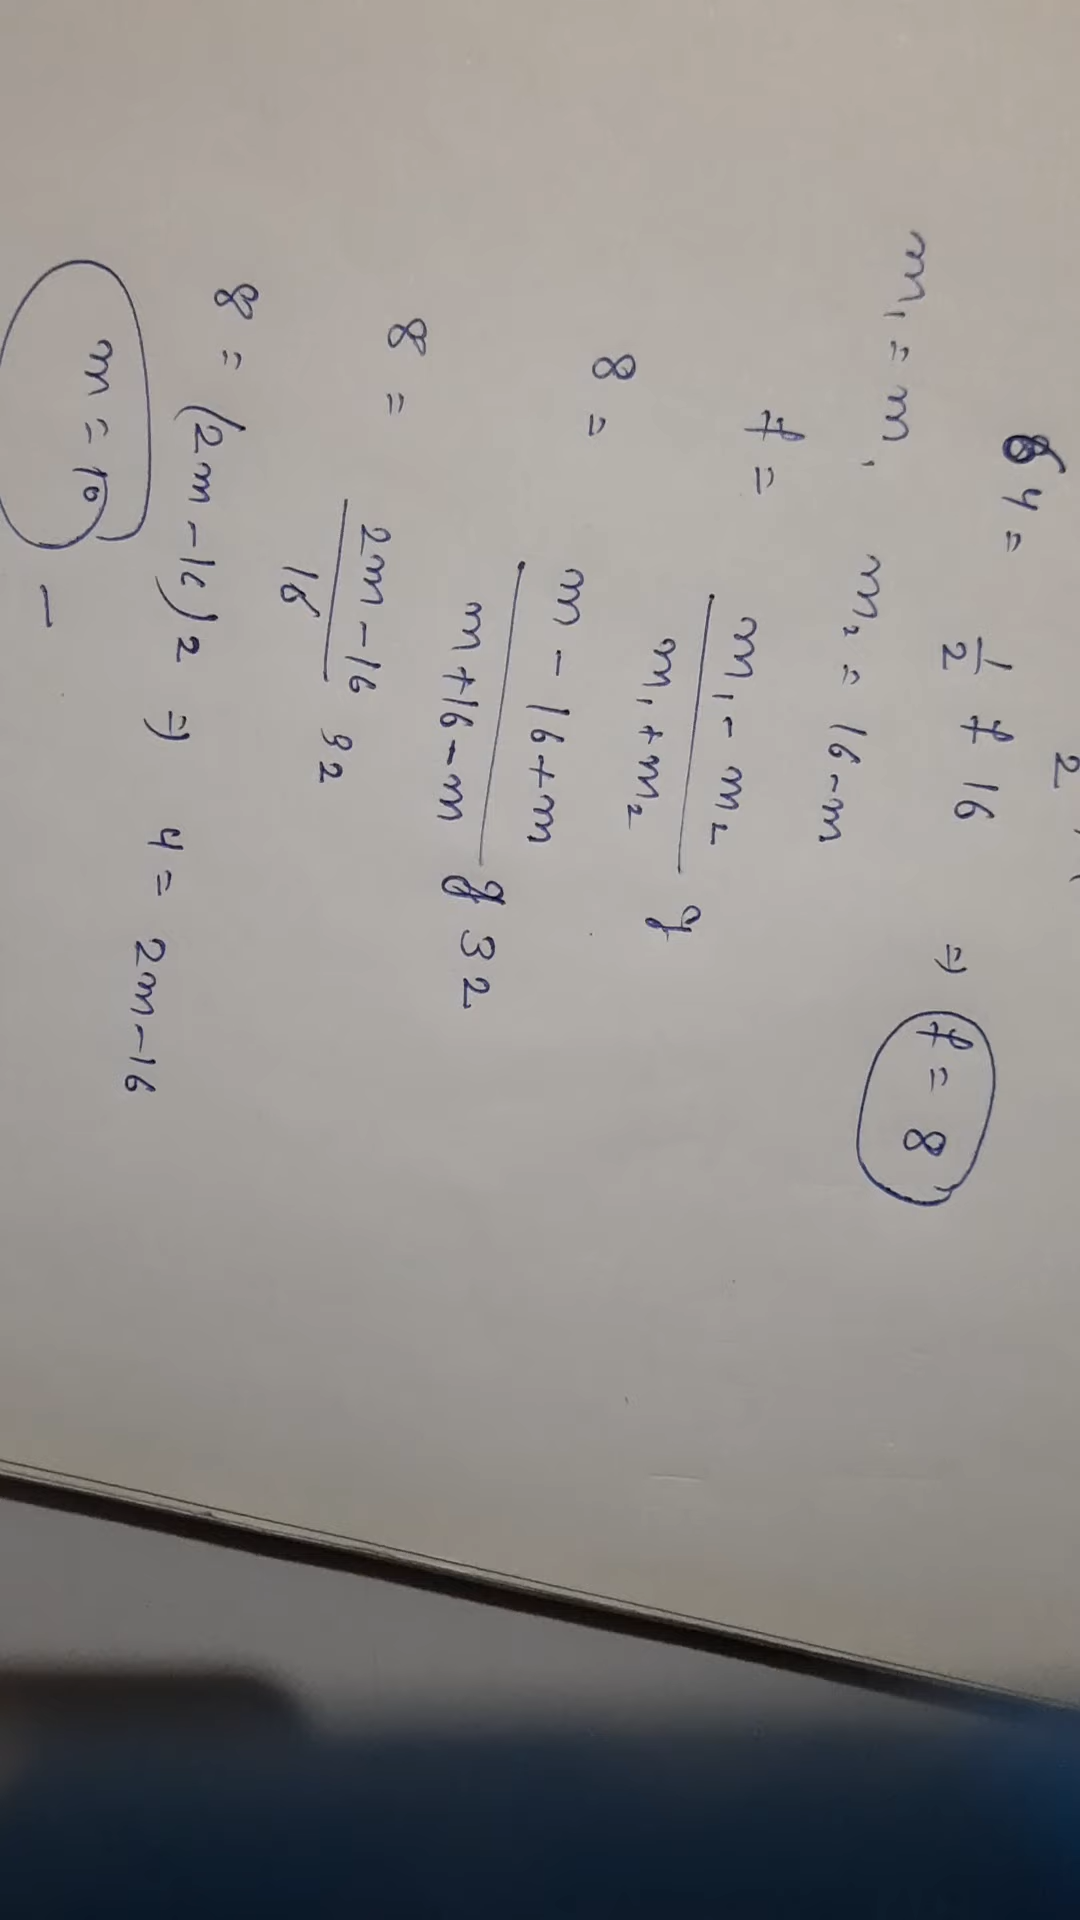 2
64 = 1/2 f 16 ⇒ f = 8
m₁ = m, m₂ = 16 - m
f = (m₁ - m₂)/(m₁ + m₂) g
8 = (m - 16 + m)/(m + 16 - m) g 32
8 = (2m - 16)/16 32
8 = (2m - 16) 2 ⇒ 4 = 2m - 16
m = 10